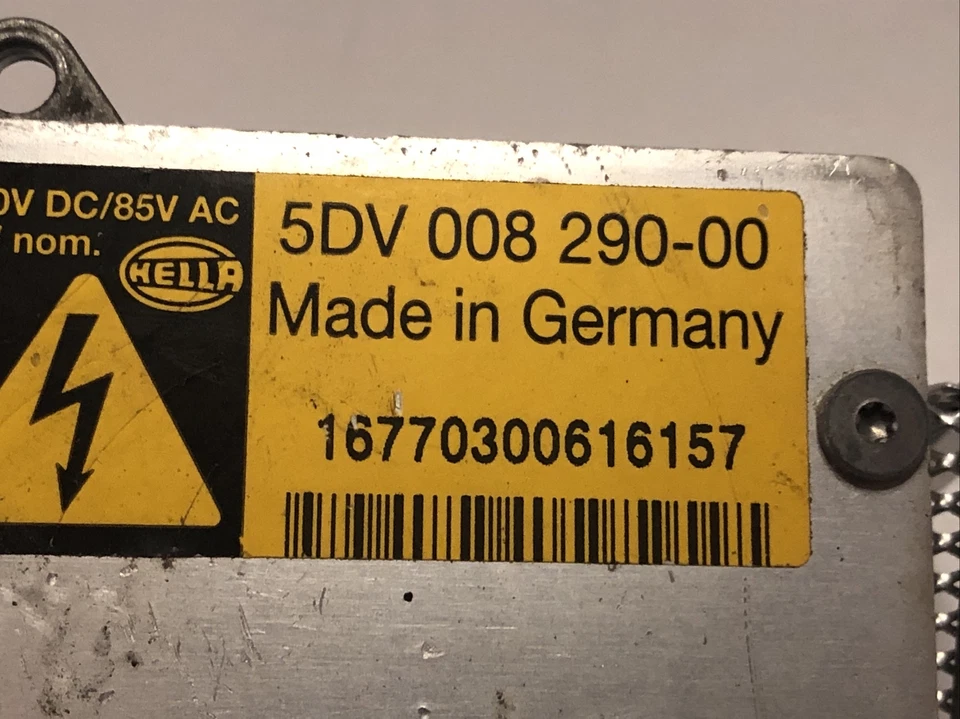 0V DC/85V AC
nom.
HELLA
5DV 008 290-00
Made in Germany
16770300616157